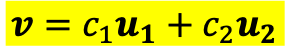 v = c₁u₁ + c₂u₂